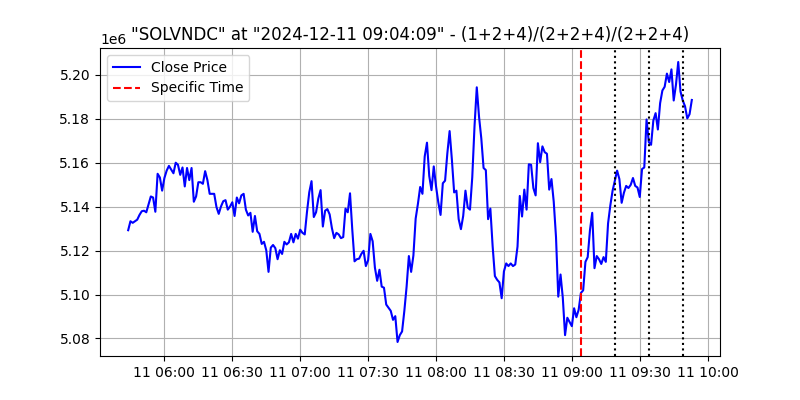 "SOLVNDC" at "2024-12-11 09:04:09" - (1+2+4)/(2+2+4)/(2+2+4)
1e6
Close Price
Specific Time
5.20
5.18
5.16
5.14
5.12
5.10
5.08
11 06:00 11 06:30 11 07:00 11 07:30 11 08:00 11 08:30 11 09:00 11 09:30 11 10:00